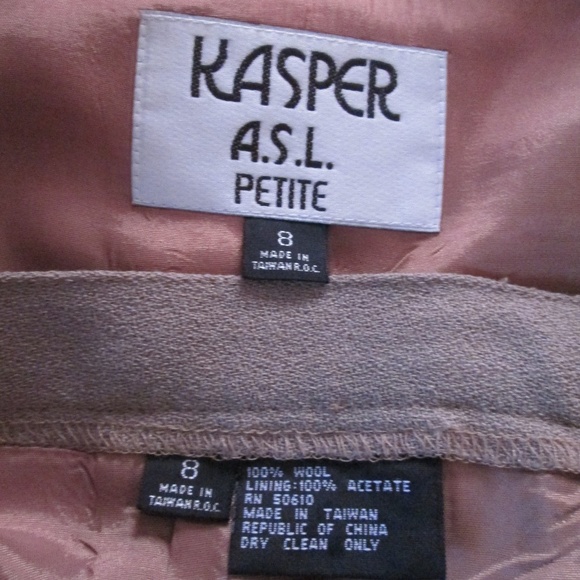 KASPER
A.S.L.
PETITE
8
MADE IN
TAIWAN R.O.C.
8
MADE IN
TAIWAN R.O.C.
100% WOOL
LINING:100% ACETATE
RN 50610
MADE IN TAIWAN
REPUBLIC OF CHINA
DRY CLEAN ONLY